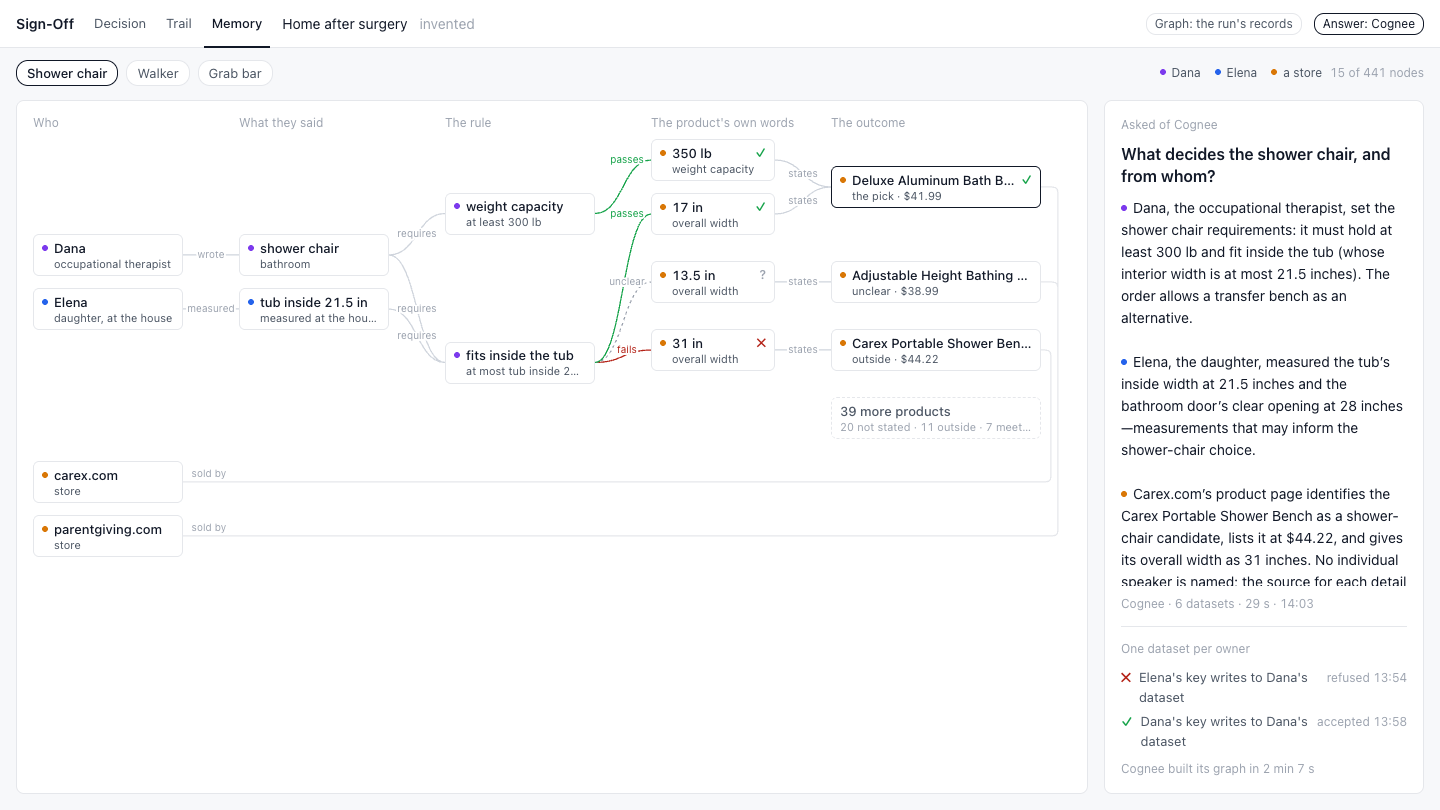 Sign-Off Decision Trail Memory Home after surgery invented Graph: the run's records Answer: Cognee
Shower chair Walker Grab bar Dana Elena a store 15 of 441 nodes
Who What they said The rule The product's own words The outcome
Dana
occupational therapist
wrote
Elena
daughter, at the house
measured
shower chair
bathroom
tub inside 21.5 in
measured at the hou...
requires
requires
requires
weight capacity
at least 300 lb
fits inside the tub
at most tub inside 2...
passes
passes
unclear
fails
350 lb
weight capacity
17 in
overall width
13.5 in ?
overall width
31 in
overall width
states
states
states
states
Deluxe Aluminum Bath B...
the pick · $41.99
Adjustable Height Bathing ...
unclear · $38.99
Carex Portable Shower Ben...
outside · $44.22
39 more products
20 not stated · 11 outside · 7 meet...
carex.com
store
sold by
parentgiving.com
store
sold by
Asked of Cognee
What decides the shower chair, and
from whom?
Dana, the occupational therapist, set the
shower chair requirements: it must hold at
least 300 lb and fit inside the tub (whose
interior width is at most 21.5 inches). The
order allows a transfer bench as an
alternative.
Elena, the daughter, measured the tub’s
inside width at 21.5 inches and the
bathroom door’s clear opening at 28 inches
—measurements that may inform the
shower-chair choice.
Carex.com’s product page identifies the
Carex Portable Shower Bench as a shower-
chair candidate, lists it at $44.22, and gives
its overall width as 31 inches. No individual
speaker is named; the source for each detail
Cognee · 6 datasets · 29 s · 14:03
One dataset per owner
Elena's key writes to Dana's refused 13:54
dataset
Dana's key writes to Dana's accepted 13:58
dataset
Cognee built its graph in 2 min 7 s